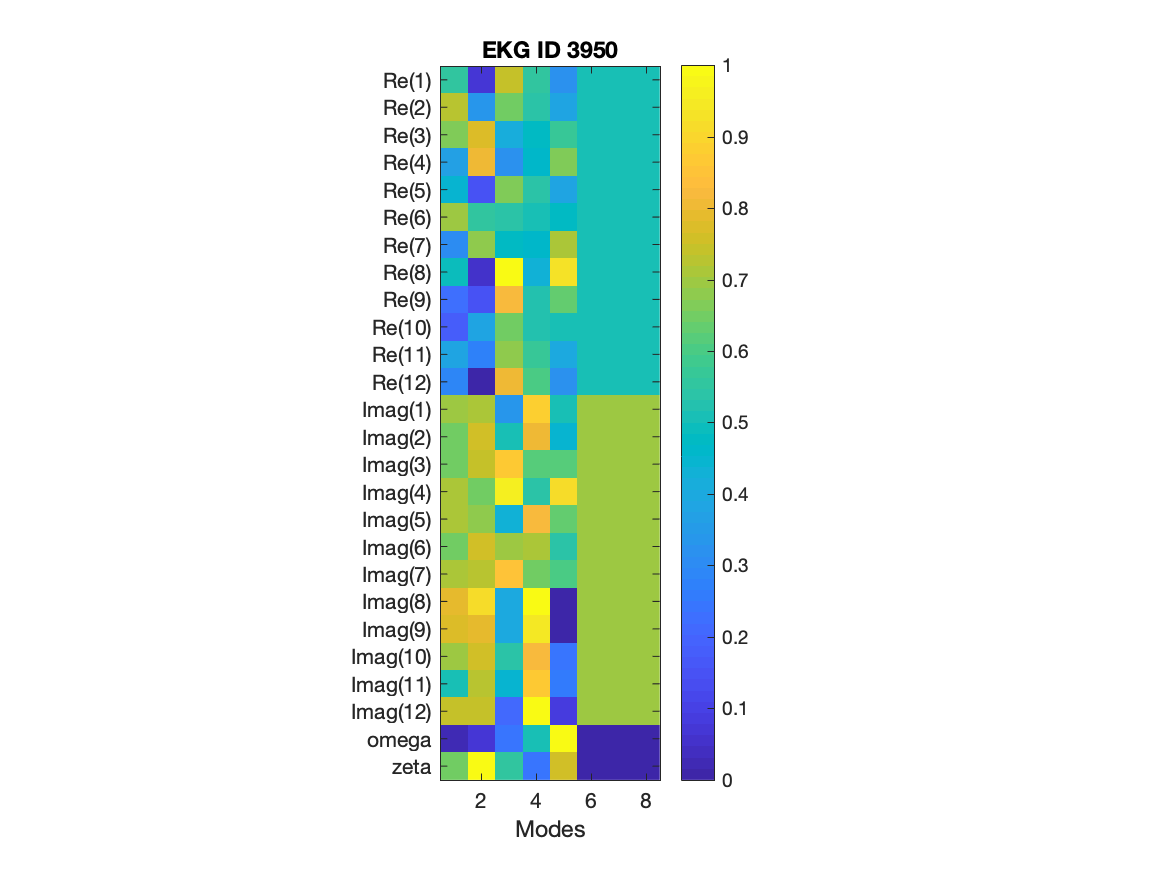 EKG ID 3950
Re(1)
Re(2)
Re(3)
Re(4)
Re(5)
Re(6)
Re(7)
Re(8)
Re(9)
Re(10)
Re(11)
Re(12)
Imag(1)
Imag(2)
Imag(3)
Imag(4)
Imag(5)
Imag(6)
Imag(7)
Imag(8)
Imag(9)
Imag(10)
Imag(11)
Imag(12)
omega
zeta
2 4 6 8
Modes
1
0.9
0.8
0.7
0.6
0.5
0.4
0.3
0.2
0.1
0